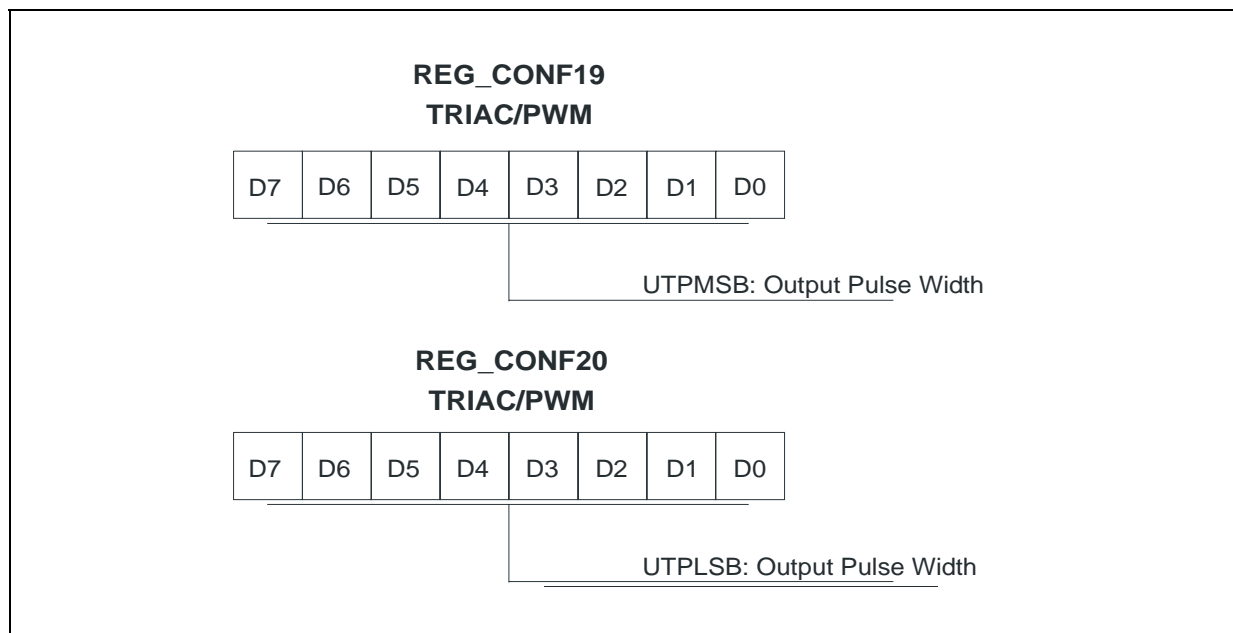 REG_CONF19
TRIAC/PWM
D7 D6 D5 D4 D3 D2 D1 D0
UTPMSB: Output Pulse Width
REG_CONF20
TRIAC/PWM
D7 D6 D5 D4 D3 D2 D1 D0
UTPLSB: Output Pulse Width